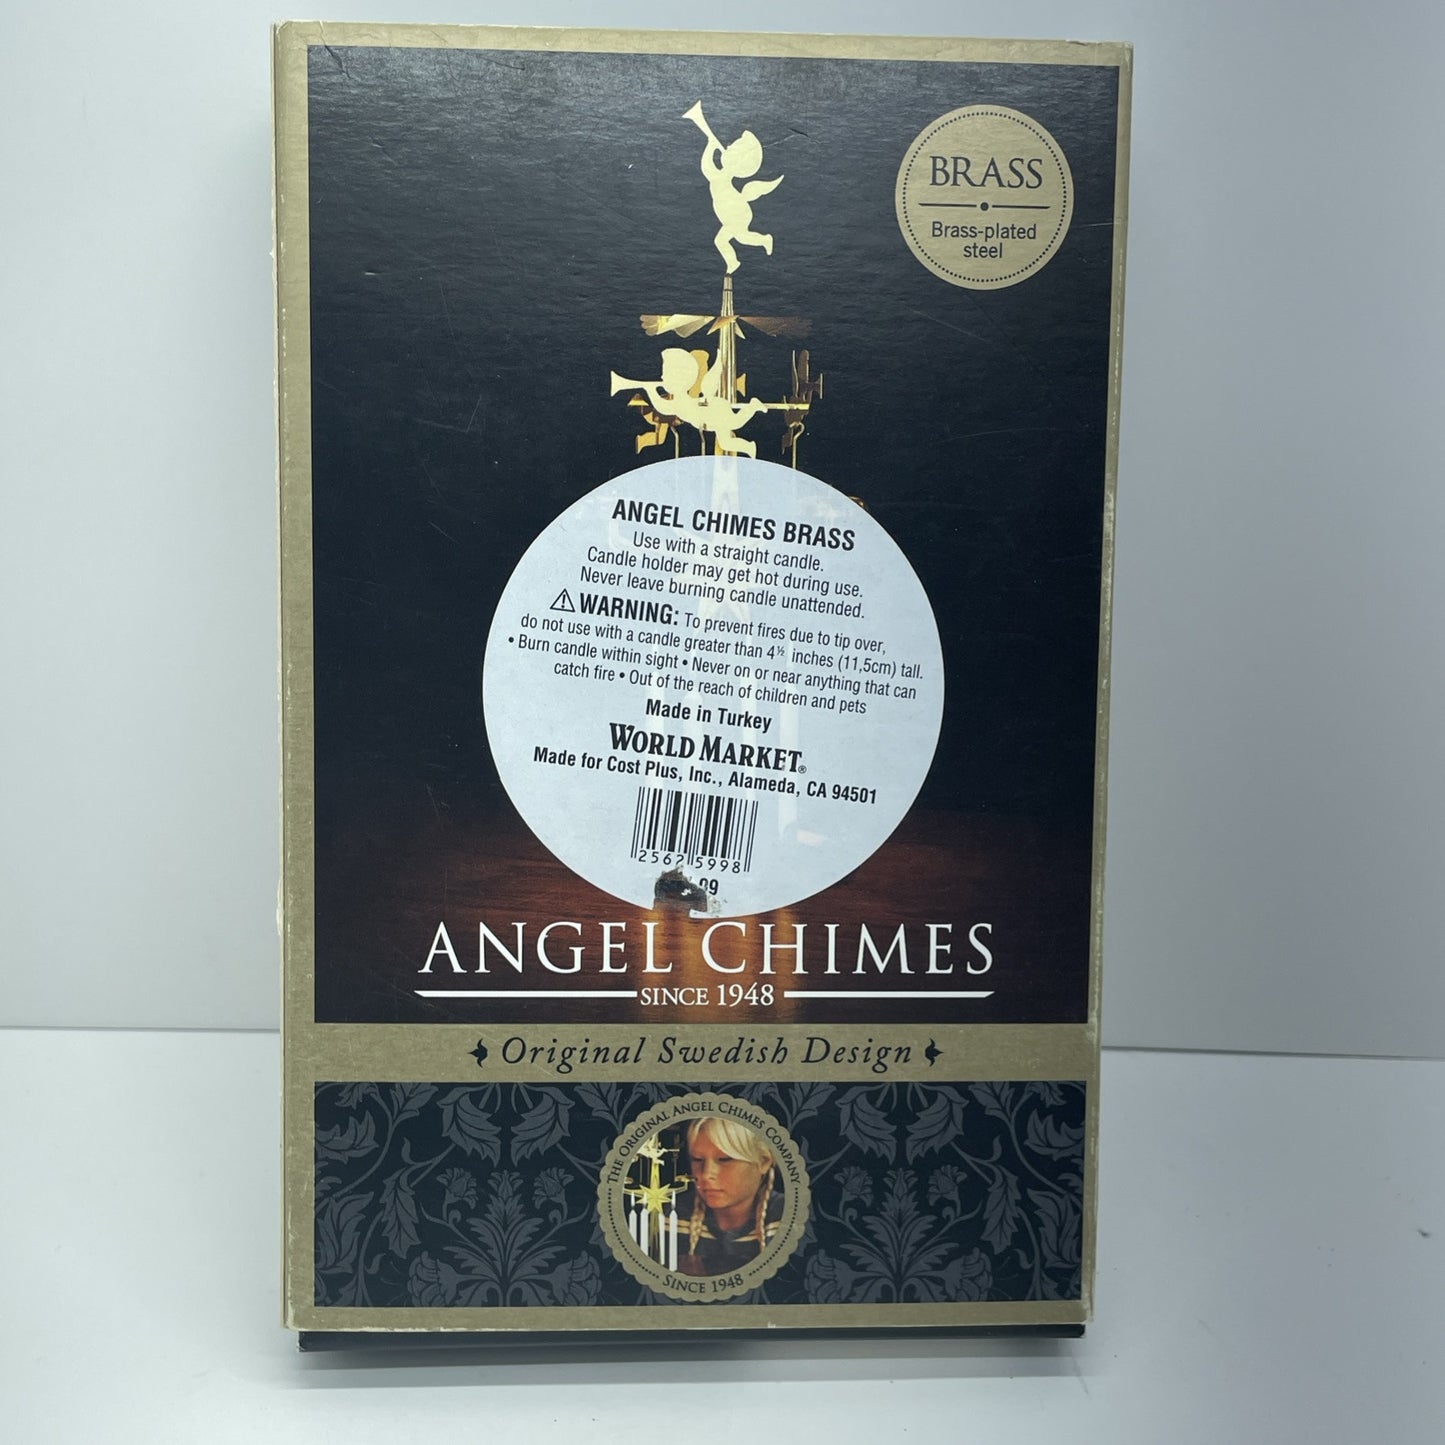 BRASS
Brass-plated
steel
ANGEL CHIMES BRASS
Use with a straight candle.
Candle holder may get hot during use.
Never leave burning candle unattended.
⚠ WARNING: To prevent fires due to tip over,
do not use with a candle greater than 4½ inches (11,5cm) tall.
• Burn candle within sight • Never on or near anything that can
catch fire • Out of the reach of children and pets
Made in Turkey
WORLD MARKET®
Made for Cost Plus, Inc., Alameda, CA 94501
25625998
99
ANGEL CHIMES
SINCE 1948
Original Swedish Design
THE ORIGINAL ANGEL CHIMES COMPANY
SINCE 1948